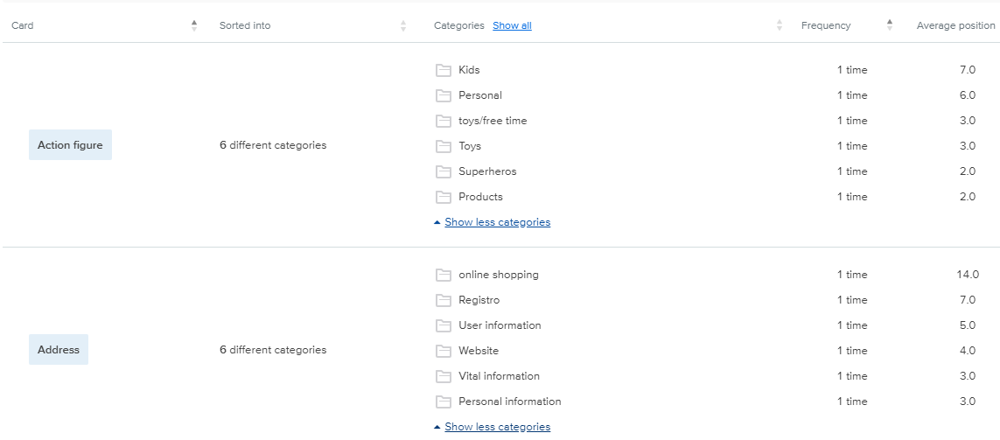 Card Sorted into Categories Show all Frequency Average position
Kids 1 time 7.0
Personal 1 time 6.0
toys/free time 1 time 3.0
Action figure 6 different categories Toys 1 time 3.0
Superheros 1 time 2.0
Products 1 time 2.0
Show less categories
online shopping 1 time 14.0
Registro 1 time 7.0
User information 1 time 5.0
Address 6 different categories Website 1 time 4.0
Vital information 1 time 3.0
Personal information 1 time 3.0
Show less categories